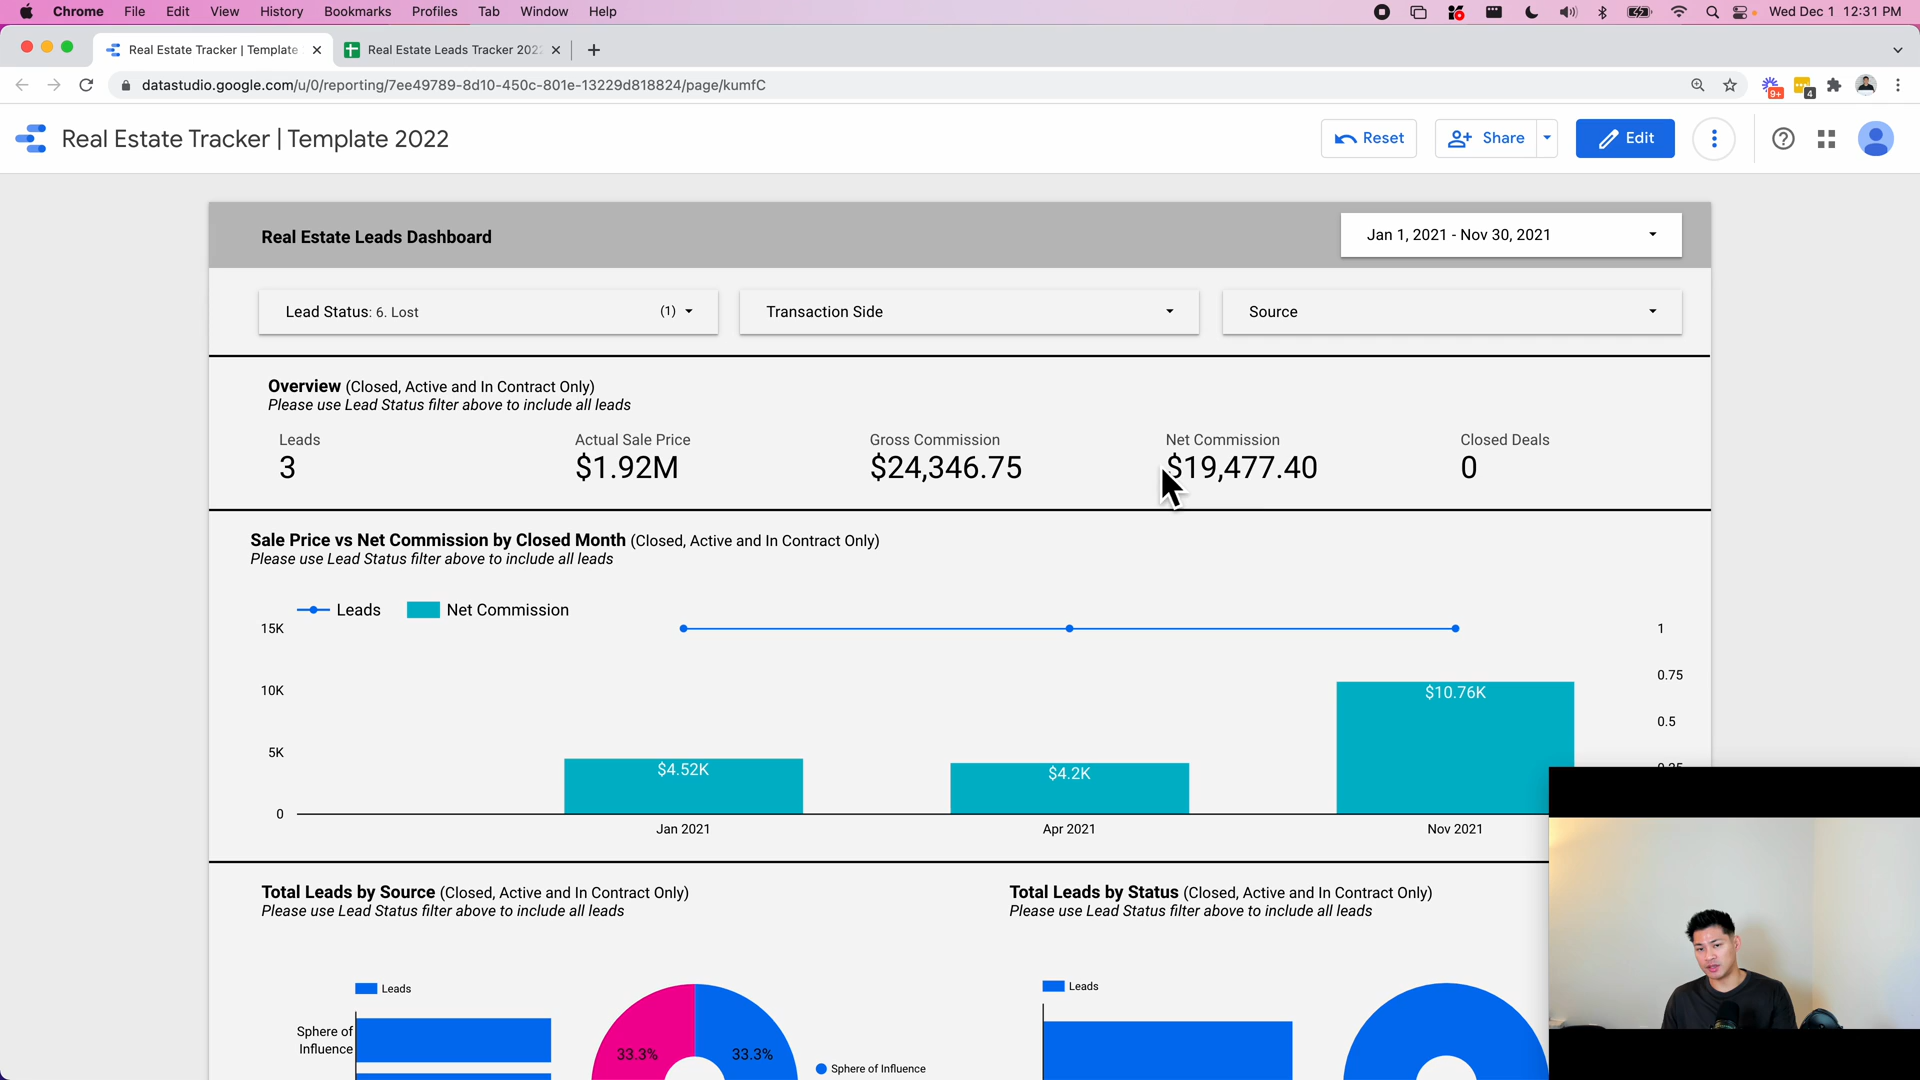 Chrome File Edit View History Bookmarks Profiles Tab Window Help Wed Dec 1 12:31 PM
Real Estate Tracker | Template Real Estate Leads Tracker 202
datastudio.google.com/u/0/reporting/7ee49789-8d10-450c-801e-13229d818824/page/kumfC 9+ 4
Real Estate Tracker | Template 2022 Reset Share Edit
Real Estate Leads Dashboard Jan 1, 2021 - Nov 30, 2021
Lead Status: 6. Lost (1) Transaction Side Source
Overview (Closed, Active and In Contract Only)
Please use Lead Status filter above to include all leads
Leads Actual Sale Price Gross Commission Net Commission Closed Deals
3 $1.92M $24,346.75 $19,477.40 0
Sale Price vs Net Commission by Closed Month (Closed, Active and In Contract Only)
Please use Lead Status filter above to include all leads
Leads Net Commission
15K 1
0.75
10K $10.76K
0.5
5K
$4.52K $4.2K
0
Jan 2021 Apr 2021 Nov 2021
Total Leads by Source (Closed, Active and In Contract Only) Total Leads by Status (Closed, Active and In Contract Only)
Please use Lead Status filter above to include all leads Please use Lead Status filter above to include all leads
Leads Leads
Sphere of
Influence
33.3% 33.3%
Sphere of Influence